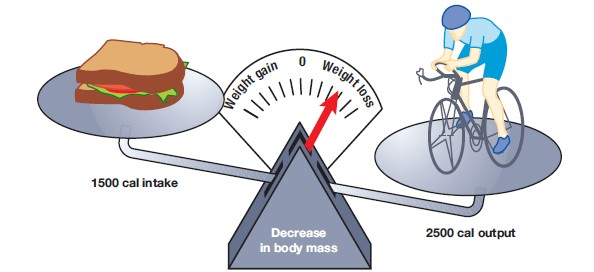 Weight gain 0 Weight loss
1500 cal intake
2500 cal output
Decrease
in body mass